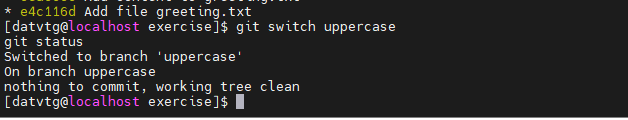 * e4c116d Add file greeting.txt
[datvtg@localhost exercise]$ git switch uppercase
git status
Switched to branch 'uppercase'
On branch uppercase
nothing to commit, working tree clean
[datvtg@localhost exercise]$